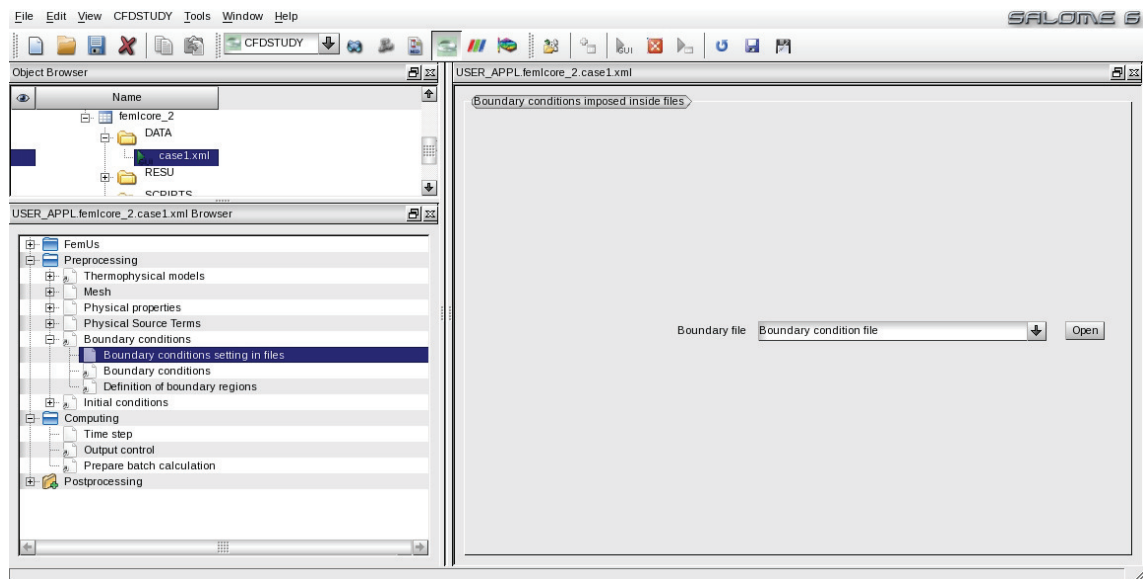 File Edit View CFDSTUDY Tools Window Help
SALOME 6
CFDSTUDY
Object Browser
Name
femlcore_2
DATA
case1.xml
RESU
SCRIPTS
USER_APPL.femlcore_2.case1.xml Browser
FemUs
Preprocessing
Thermophysical models
Mesh
Physical properties
Physical Source Terms
Boundary conditions
Boundary conditions setting in files
Boundary conditions
Definition of boundary regions
Initial conditions
Computing
Time step
Output control
Prepare batch calculation
Postprocessing
USER_APPL.femlcore_2.case1.xml
Boundary conditions imposed inside files
Boundary file Boundary condition file Open